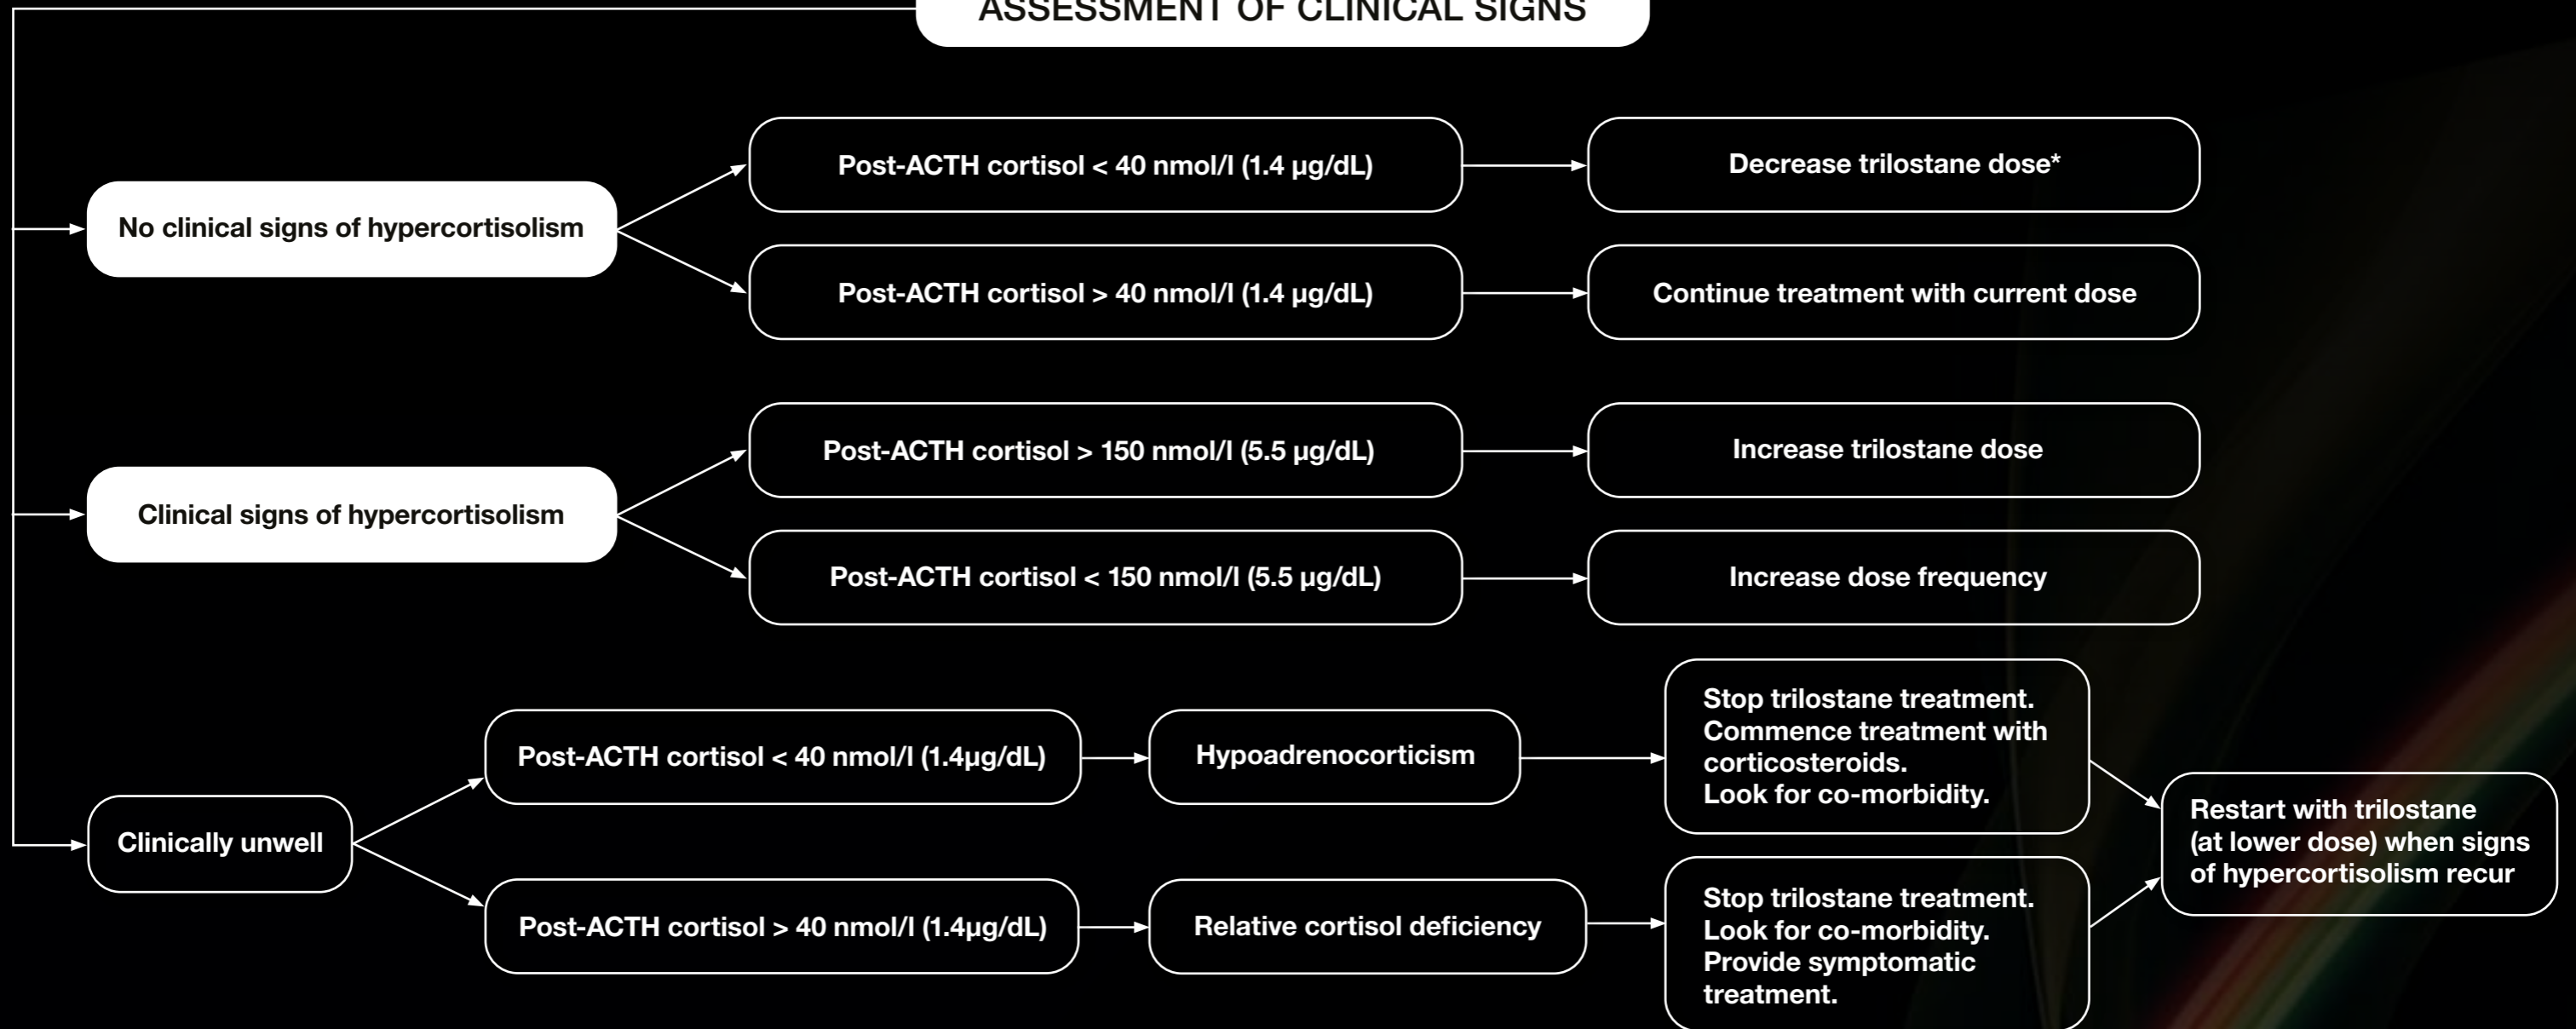 ASSESSMENT OF CLINICAL SIGNS
No clinical signs of hypercortisolism
Post-ACTH cortisol < 40 nmol/l (1.4 µg/dL)
Decrease trilostane dose*
Post-ACTH cortisol > 40 nmol/l (1.4 µg/dL)
Continue treatment with current dose
Clinical signs of hypercortisolism
Post-ACTH cortisol > 150 nmol/l (5.5 µg/dL)
Increase trilostane dose
Post-ACTH cortisol < 150 nmol/l (5.5 µg/dL)
Increase dose frequency
Clinically unwell
Post-ACTH cortisol < 40 nmol/l (1.4µg/dL)
Hypoadrenocorticism
Stop trilostane treatment.
Commence treatment with
corticosteroids.
Look for co-morbidity.
Post-ACTH cortisol > 40 nmol/l (1.4µg/dL)
Relative cortisol deficiency
Stop trilostane treatment.
Look for co-morbidity.
Provide symptomatic
treatment.
Restart with trilostane
(at lower dose) when signs
of hypercortisolism recur